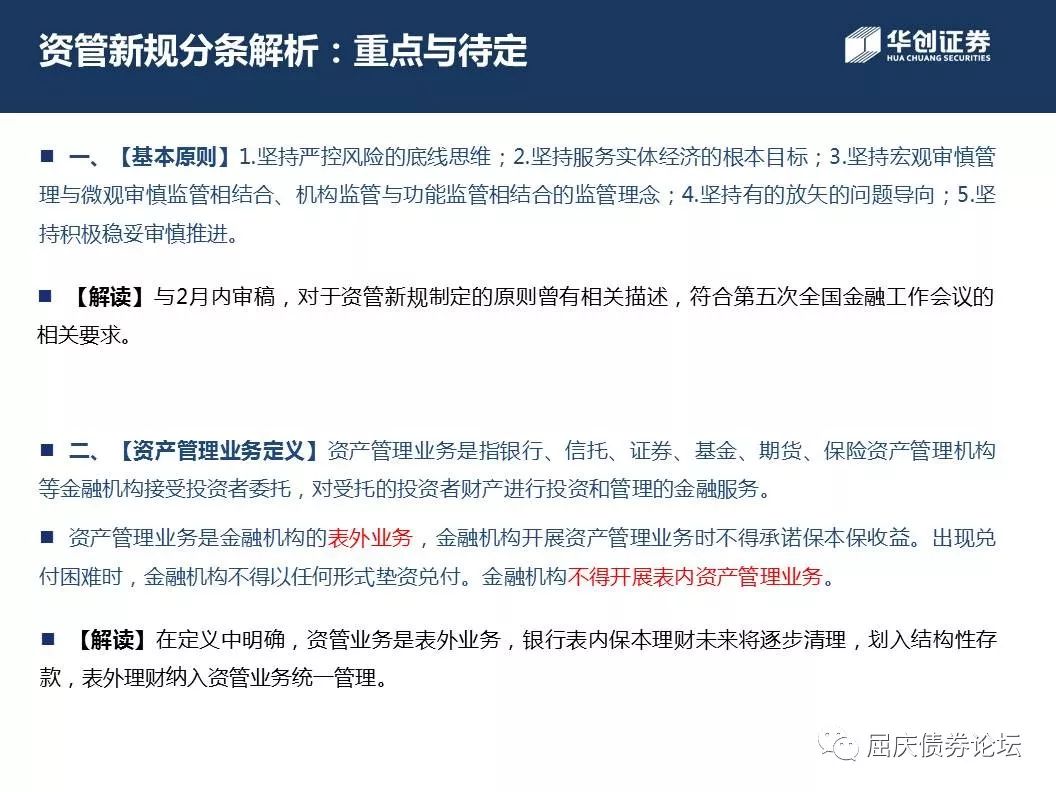 资管新规分条解析：重点与待定
华创证券
HUA CHUANG SECURITIES
■ 一、【基本原则】1.坚持严控风险的底线思维；2.坚持服务实体经济的根本目标；3.坚持宏观审慎管
理与微观审慎监管相结合、机构监管与功能监管相结合的监管理念；4.坚持有的放矢的问题导向；5.坚
持积极稳妥审慎推进。
■ 【解读】与2月内审稿，对于资管新规制定的原则曾有相关描述，符合第五次全国金融工作会议的
相关要求。
■ 二、【资产管理业务定义】资产管理业务是指银行、信托、证券、基金、期货、保险资产管理机构
等金融机构接受投资者委托，对受托的投资者财产进行投资和管理的金融服务。
■ 资产管理业务是金融机构的表外业务，金融机构开展资产管理业务时不得承诺保本保收益。出现兑
付困难时，金融机构不得以任何形式垫资兑付。金融机构不得开展表内资产管理业务。
■ 【解读】在定义中明确，资管业务是表外业务，银行表内保本理财未来将逐步清理，划入结构性存
款，表外理财纳入资管业务统一管理。
屈庆债券论坛